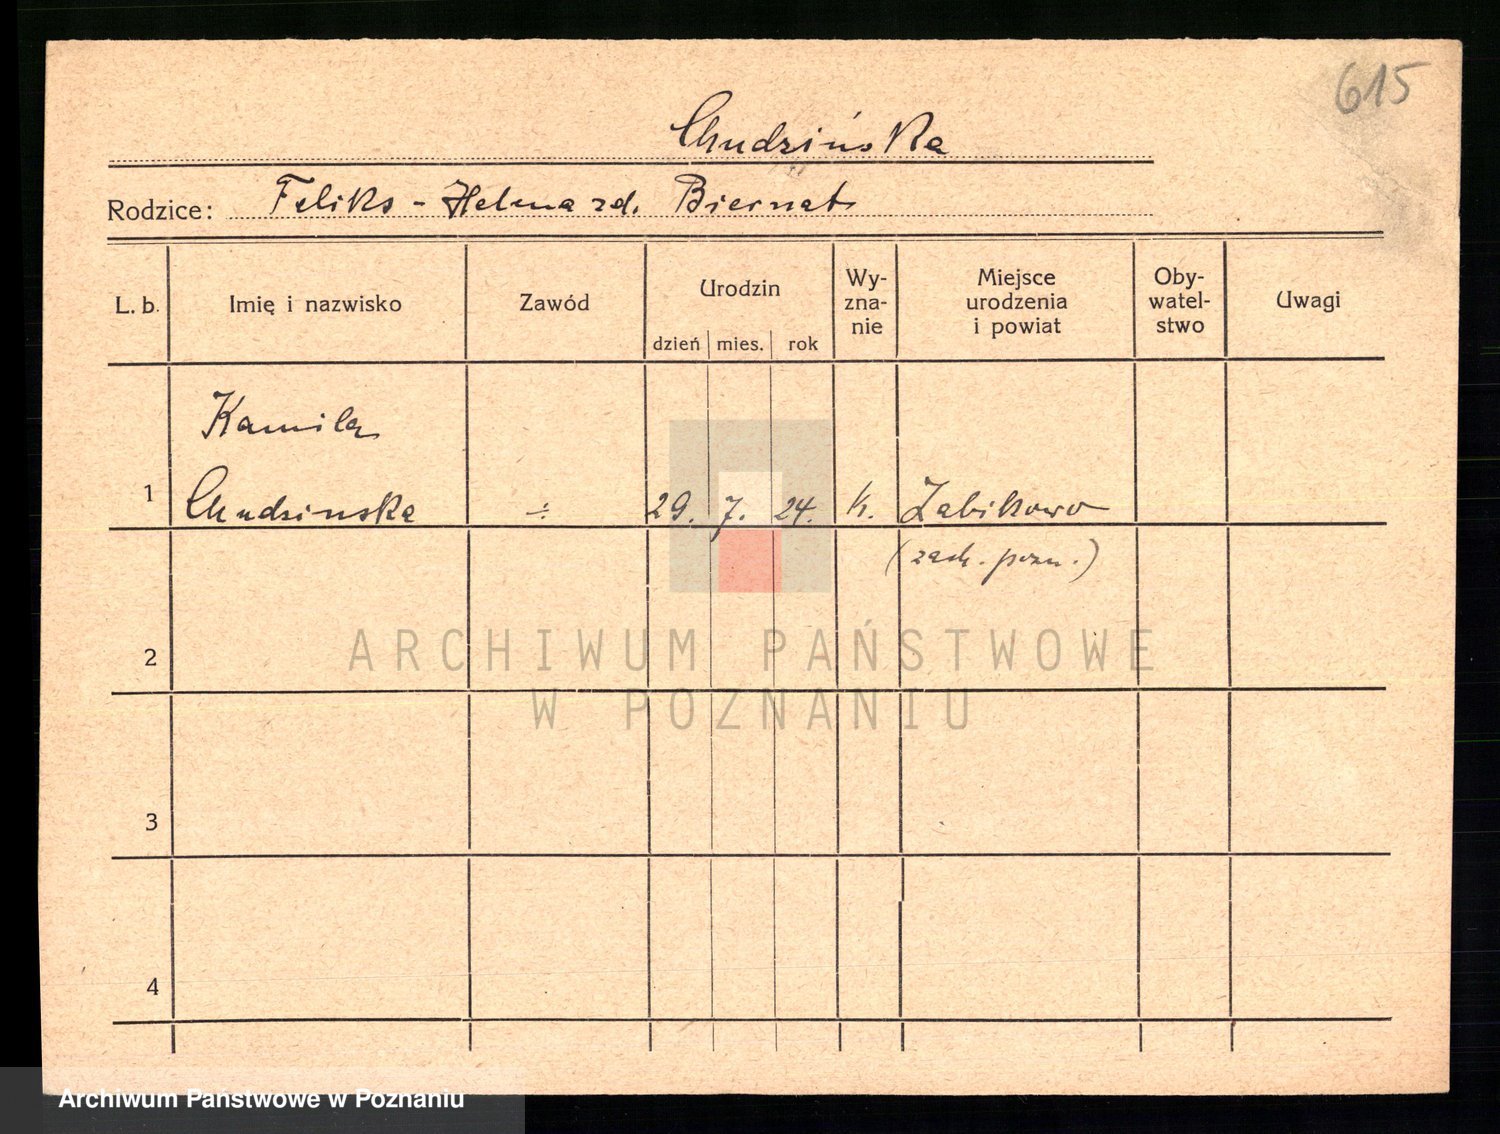 615
Chudzińska
Rodzice: Feliks - Helena zd. Biernat
L. b.
Imię i nazwisko
Zawód
Urodzin
dzień
mies.
rok
Wy-
zna-
nie
Miejsce
urodzenia
i powiat
Oby-
watel-
stwo
Uwagi
Kamila
1 Chudzinska ÷ 29. 7. 24. k. Żabikowo
(zach. pozn.)
2
3
4
ARCHIWUM PAŃSTWOWE
W POZNANIU
Archiwum Państwowe w Poznaniu